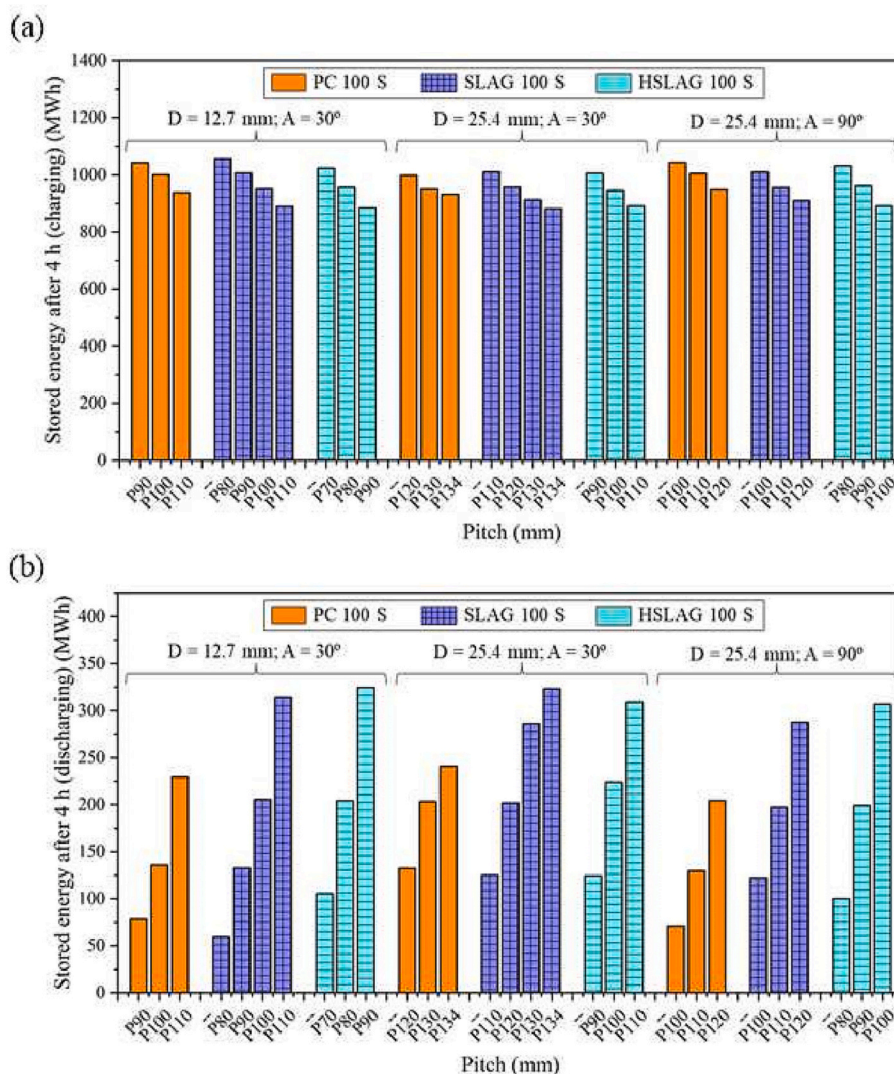 (a)
1400
1200
1000
800
600
400
200
0
Stored energy after 4 h (charging) (MWh)
PC 100 S SLAG 100 S HSLAG 100 S
D = 12.7 mm; A = 30º D = 25.4 mm; A = 30º D = 25.4 mm; A = 90º
P90 P100 P110 -- P80 P90 P100 P110 -- P70 P80 P90 -- P120 P130 P134 -- P110 P120 P130 P134 -- P90 P100 P110 -- P100 P110 P120 -- P100 P110 P120 -- P80 P90 P100
Pitch (mm)
(b)
400
350
300
250
200
150
100
50
0
Stored energy after 4 h (discharging) (MWh)
PC 100 S SLAG 100 S HSLAG 100 S
D = 12.7 mm; A = 30º D = 25.4 mm; A = 30º D = 25.4 mm; A = 90º
P90 P100 P110 -- P80 P90 P100 P110 -- P70 P80 P90 -- P120 P130 P134 -- P110 P120 P130 P134 -- P90 P100 P110 -- P100 P110 P120 -- P100 P110 P120 -- P80 P90 P100
Pitch (mm)